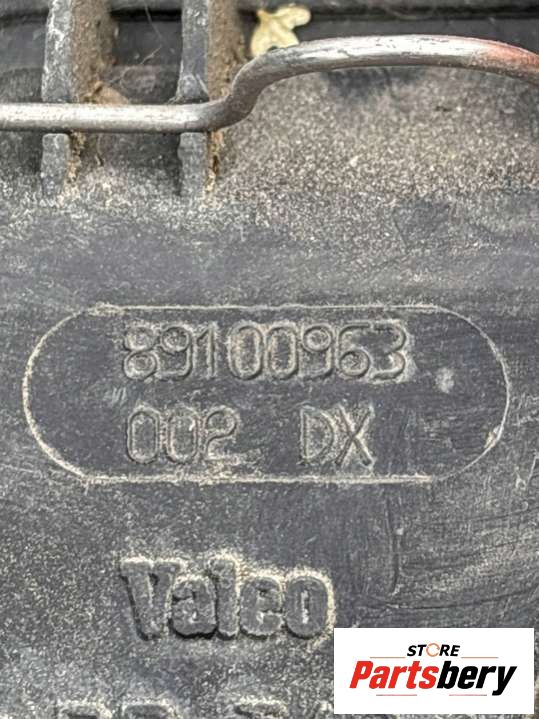 89100963
002 DX
Valeo
STORE
Partsbery